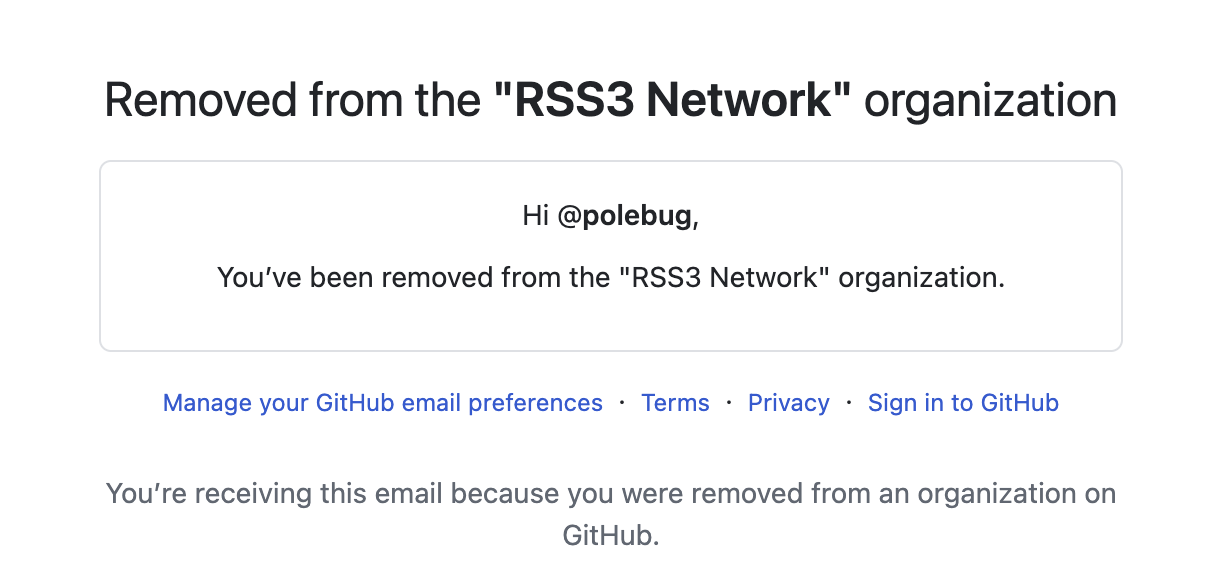 Removed from the "RSS3 Network" organization
Hi @polebug,
You’ve been removed from the "RSS3 Network" organization.
Manage your GitHub email preferences · Terms · Privacy · Sign in to GitHub
You’re receiving this email because you were removed from an organization on
GitHub.